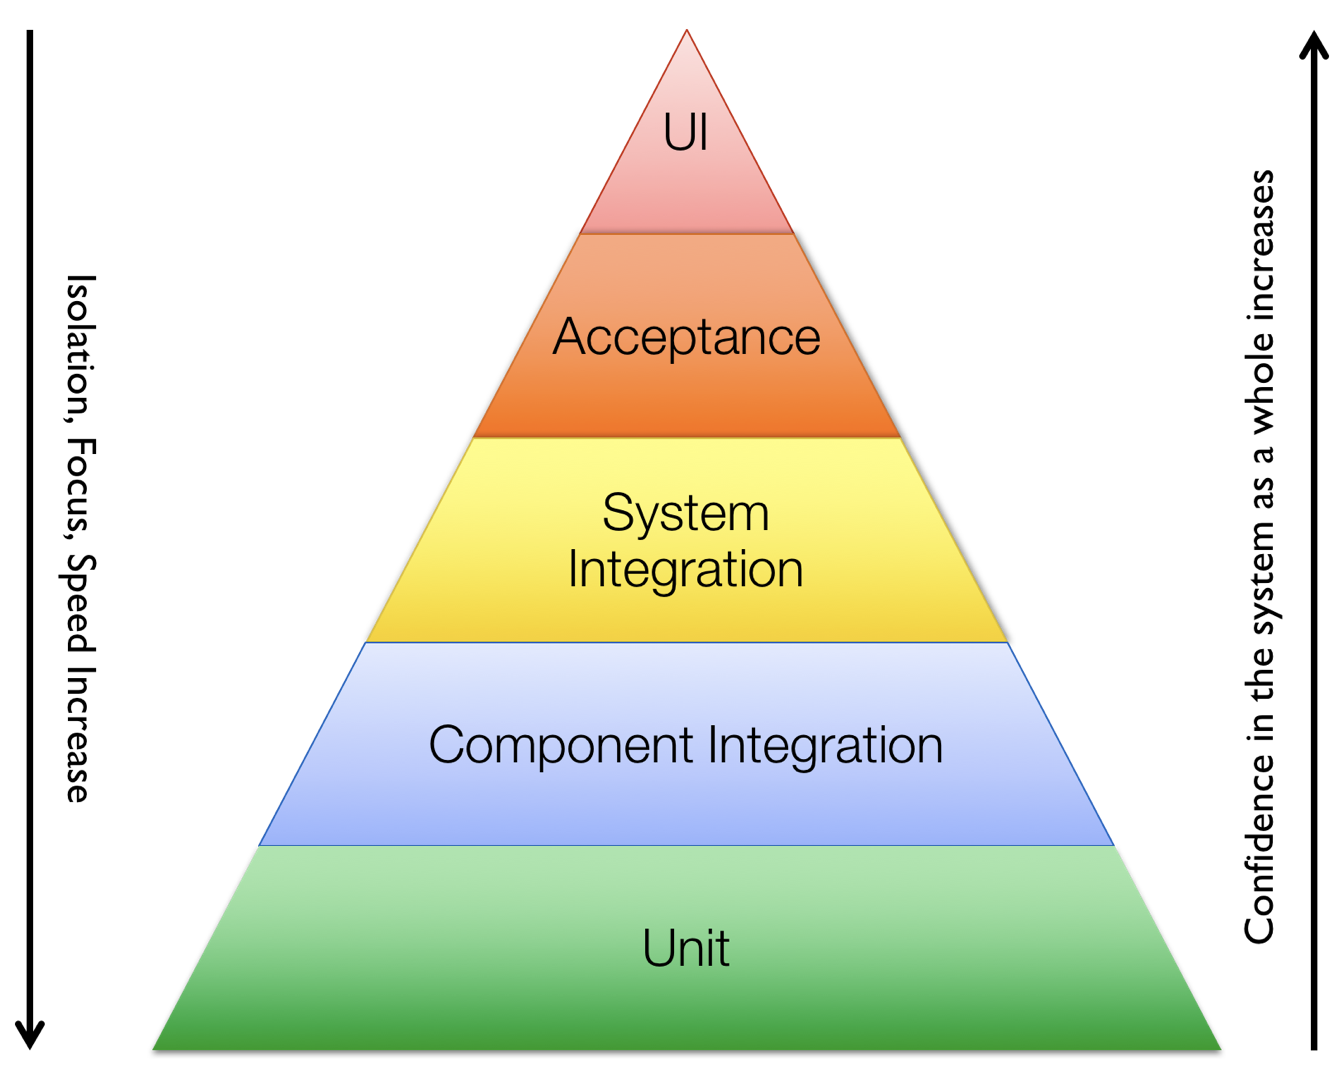 UI
Acceptance
System
Integration
Component Integration
Unit
Isolation, Focus, Speed Increase
Confidence in the system as a whole increases